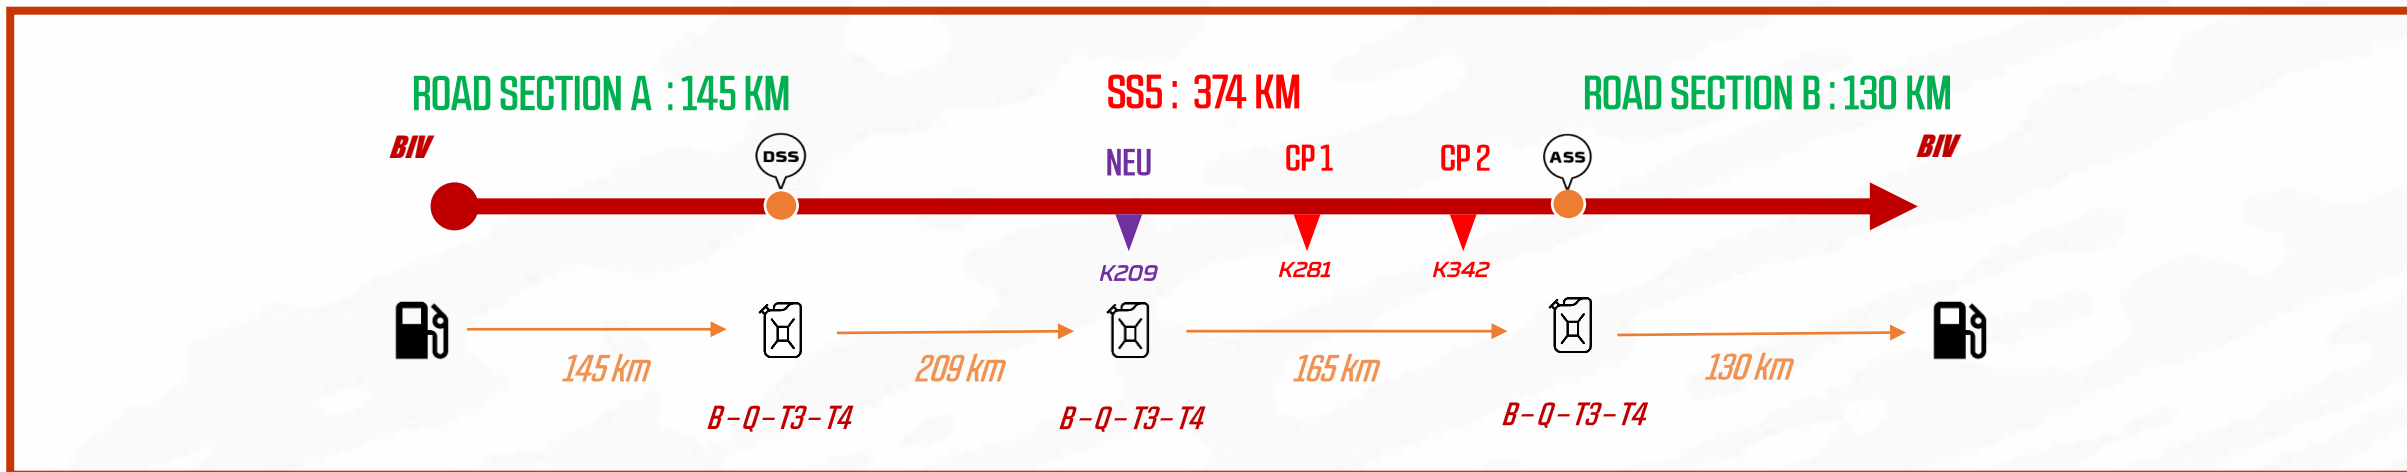 ROAD SECTION A : 145 KM
SS5 : 374 KM
ROAD SECTION B : 130 KM
BIV
DSS
NEU
CP 1
CP 2
ASS
BIV
K209
K281
K342
145 km
209 km
165 km
130 km
B – Q – T3 – T4
B – Q – T3 – T4
B – Q – T3 – T4